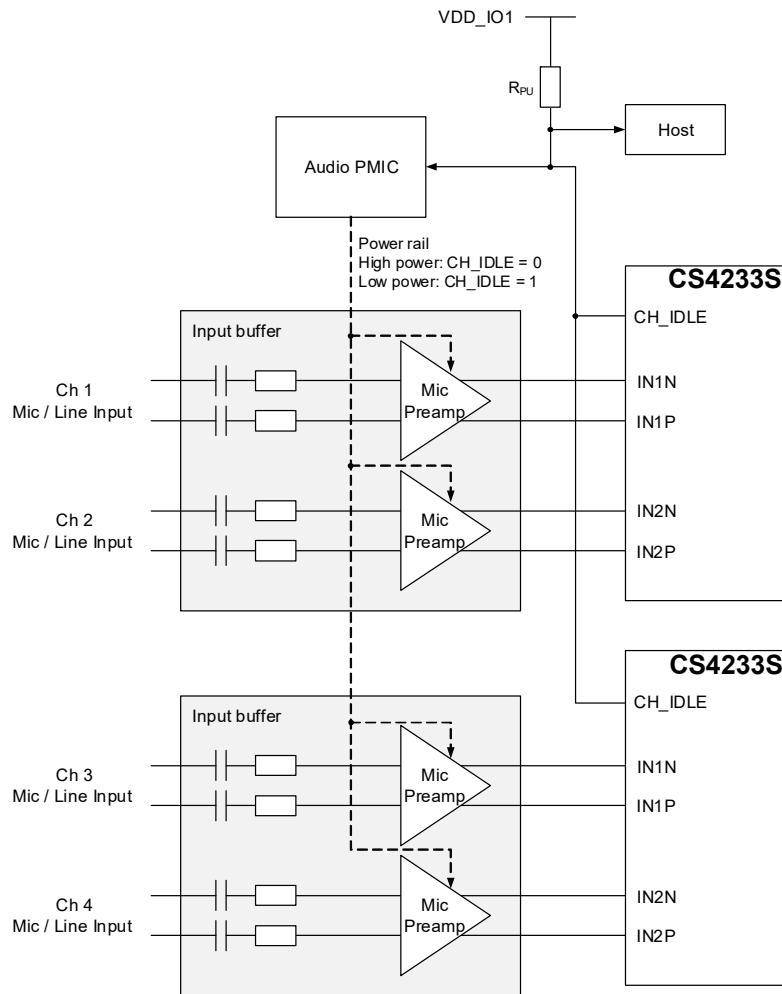 VDD_IO1
RPU
Host
Audio PMIC
Power rail
High power: CH_IDLE = 0
Low power: CH_IDLE = 1
CS4233S
CH_IDLE
Input buffer
Ch 1
Mic / Line Input
Mic
Preamp
IN1N
IN1P
Ch 2
Mic / Line Input
Mic
Preamp
IN2N
IN2P
CS4233S
CH_IDLE
Input buffer
Ch 3
Mic / Line Input
Mic
Preamp
IN1N
IN1P
Ch 4
Mic / Line Input
Mic
Preamp
IN2N
IN2P